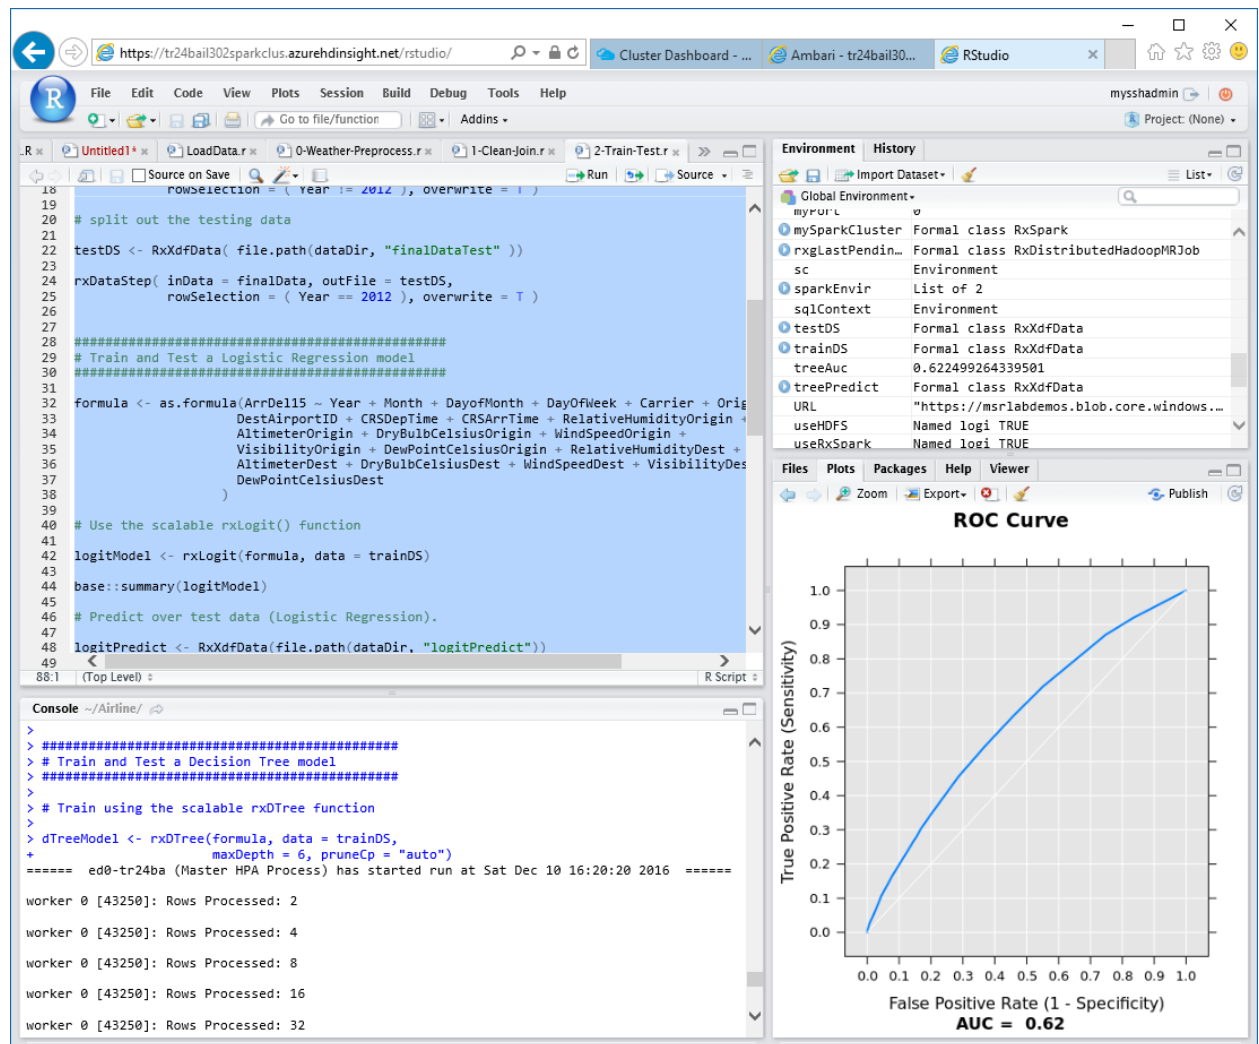 https://tr24bail302sparkclus.azurehdinsight.net/rstudio/
Cluster Dashboard - ...
Ambari - tr24bail30...
RStudio
R
File Edit Code View Plots Session Build Debug Tools Help
mysshadmin
Go to file/function
Addins
Project: (None)
.R
Untitled1*
LoadData.r
0-Weather-Preprocess.r
1-Clean-Join.r
2-Train-Test.r
Source on Save
Run
Source
18 rowSelection = ( Year != 2012 ), overwrite = T )
19
20 # split out the testing data
21
22 testDS <- RxXdfData( file.path(dataDir, "finalDataTest" ))
23
24 rxDataStep( inData = finalData, outFile = testDS,
25 rowSelection = ( Year == 2012 ), overwrite = T )
26
27
28 ################################################
29 # Train and Test a Logistic Regression model
30 ################################################
31
32 formula <- as.formula(ArrDel15 ~ Year + Month + DayofMonth + DayOfWeek + Carrier + Orig
33 DestAirportID + CRSDepTime + CRSArrTime + RelativeHumidityOrigin +
34 AltimeterOrigin + DryBulbCelsiusOrigin + WindSpeedOrigin +
35 VisibilityOrigin + DewPointCelsiusOrigin + RelativeHumidityDest +
36 AltimeterDest + DryBulbCelsiusDest + WindSpeedDest + VisibilityDes
37 DewPointCelsiusDest
38 )
39
40 # Use the scalable rxLogit() function
41
42 logitModel <- rxLogit(formula, data = trainDS)
43
44 base::summary(logitModel)
45
46 # Predict over test data (Logistic Regression).
47
48 logitPredict <- RxXdfData(file.path(dataDir, "logitPredict"))
49
88:1 (Top Level) R Script
Console ~/Airline/
>
> ##############################################
> # Train and Test a Decision Tree model
> ##############################################
>
> # Train using the scalable rxDTree function
>
> dTreeModel <- rxDTree(formula, data = trainDS,
+ maxDepth = 6, pruneCp = "auto")
====== ed0-tr24ba (Master HPA Process) has started run at Sat Dec 10 16:20:20 2016 ======
worker 0 [43250]: Rows Processed: 2
worker 0 [43250]: Rows Processed: 4
worker 0 [43250]: Rows Processed: 8
worker 0 [43250]: Rows Processed: 16
worker 0 [43250]: Rows Processed: 32
Environment History
Import Dataset
List
Global Environment
myPort 0
mySparkCluster Formal class RxSpark
rxgLastPendin… Formal class RxDistributedHadoopMRJob
sc Environment
sparkEnvir List of 2
sqlContext Environment
testDS Formal class RxXdfData
trainDS Formal class RxXdfData
treeAuc 0.622499264339501
treePredict Formal class RxXdfData
URL "https://msrlabdemos.blob.core.windows.…
useHDFS Named logi TRUE
useRxSpark Named logi TRUE
Files Plots Packages Help Viewer
Zoom Export Publish
ROC Curve
True Positive Rate (Sensitivity)
1.0
0.9
0.8
0.7
0.6
0.5
0.4
0.3
0.2
0.1
0.0
0.0 0.1 0.2 0.3 0.4 0.5 0.6 0.7 0.8 0.9 1.0
False Positive Rate (1 - Specificity)
AUC = 0.62